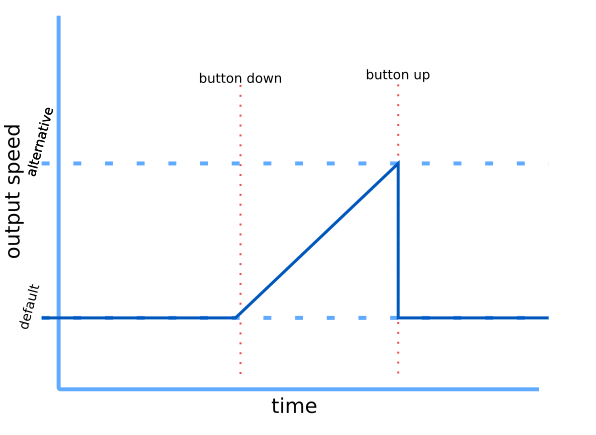 button down
button up
alternative
output speed
default
time